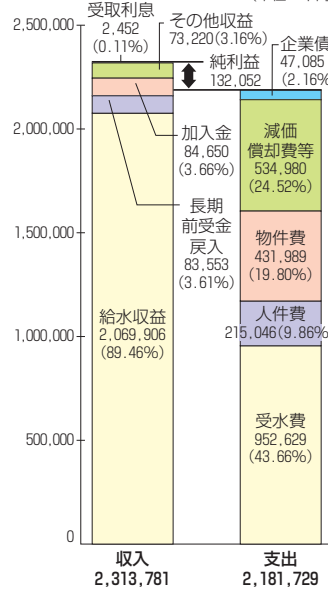 2,500,000
2,000,000
1,500,000
1,000,000
500,000
0
受取利息
2,452
(0.11%)
その他収益
73,220(3.16%)
純利益
132,052
加入金
84,650
(3.66%)
長期
前受金
戻入
83,553
(3.61%)
給水収益
2,069,906
(89.46%)
収入
2,313,781
企業債
47,085
(2.16%
減価
償却費等
534,980
(24.52%)
物件費
431,989
(19.80%)
人件費
215,046(9.86%
受水費
952,629
(43.66%)
支出
2,181,729